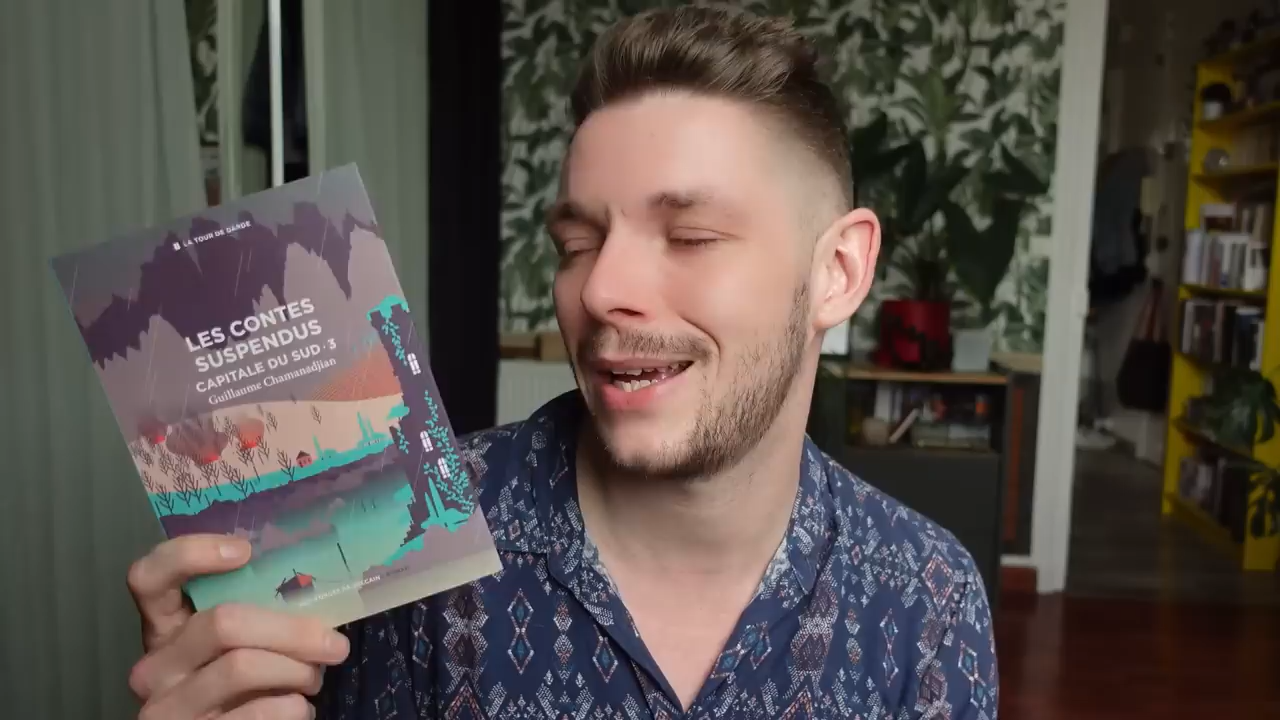 LA TOUR DE GARDE
LES CONTES
SUSPENDUS
CAPITALE DU SUD · 3
Guillaume Chamanadjian